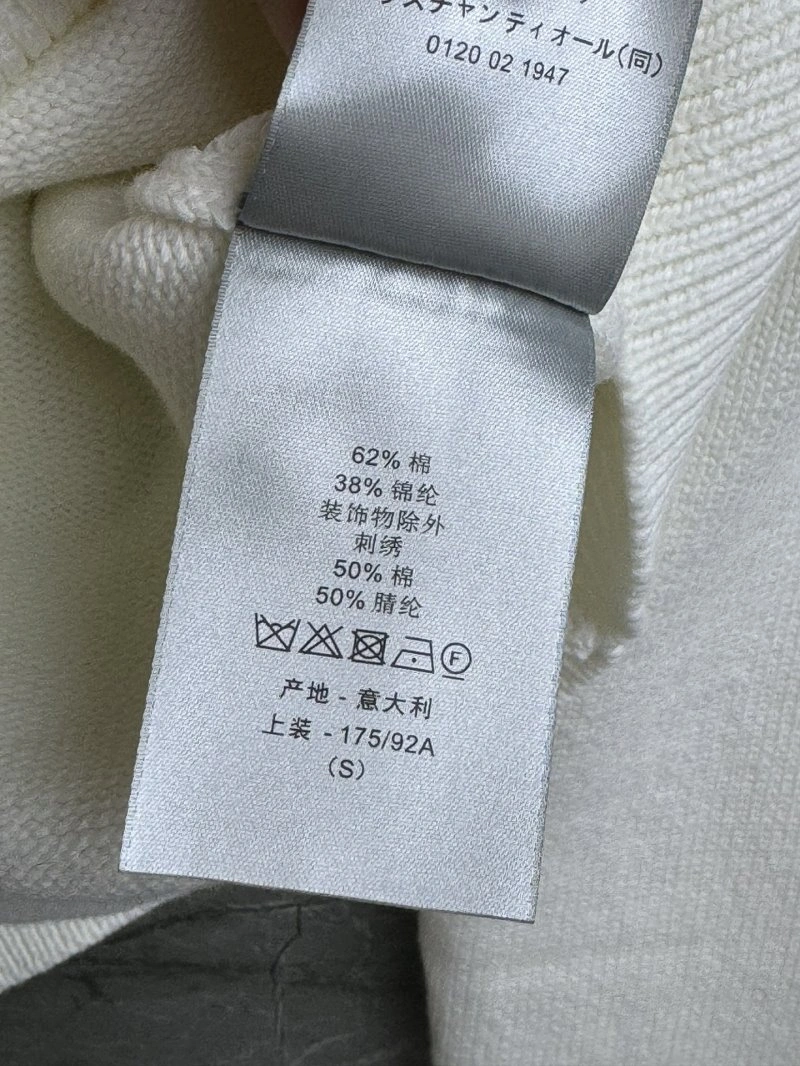 スチャンディオール(同)
0120 02 1947
62% 棉
38% 锦纶
装饰物除外
刺绣
50% 棉
50% 腈纶
F
产地 - 意大利
上装 - 175/92A
(S)